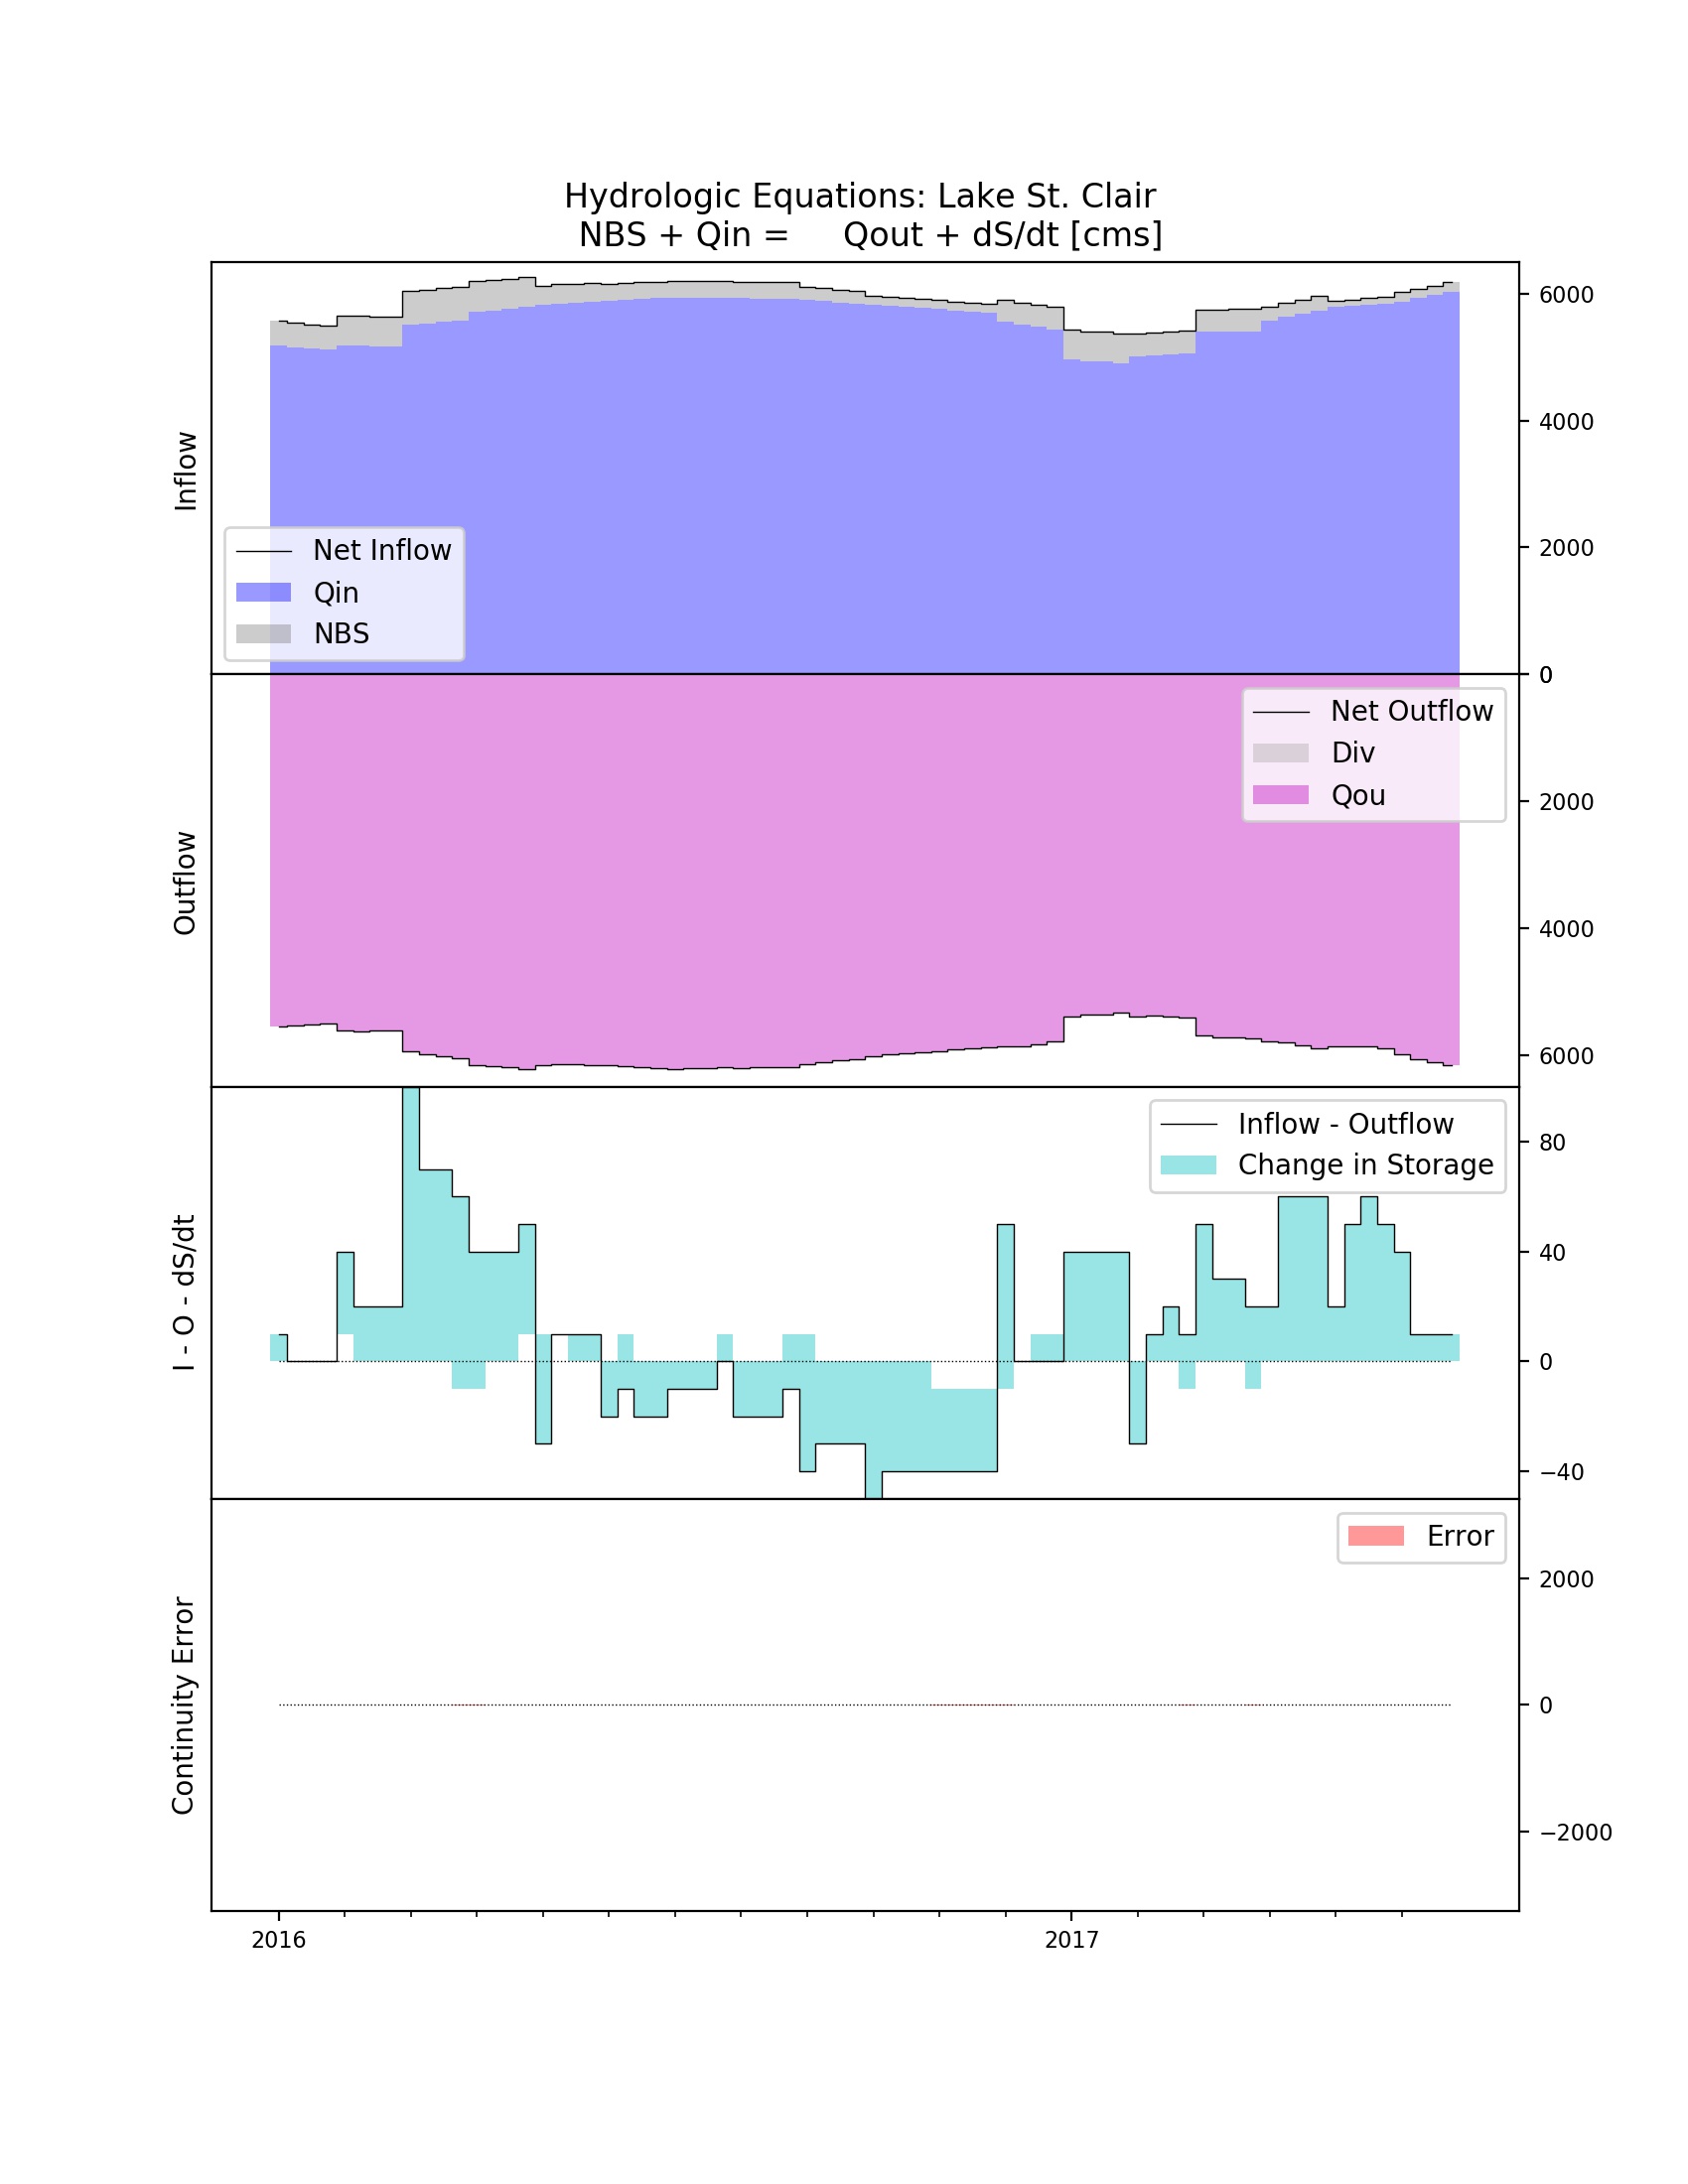 Hydrologic Equations: Lake St. Clair
NBS + Qin = Qout + dS/dt [cms]
Inflow
6000
4000
2000
0
Net Inflow
Qin
NBS
Outflow
0
2000
4000
6000
Net Outflow
Div
Qou
I - O - dS/dt
80
40
0
−40
Inflow - Outflow
Change in Storage
Continuity Error
2000
0
−2000
Error
2016
2017